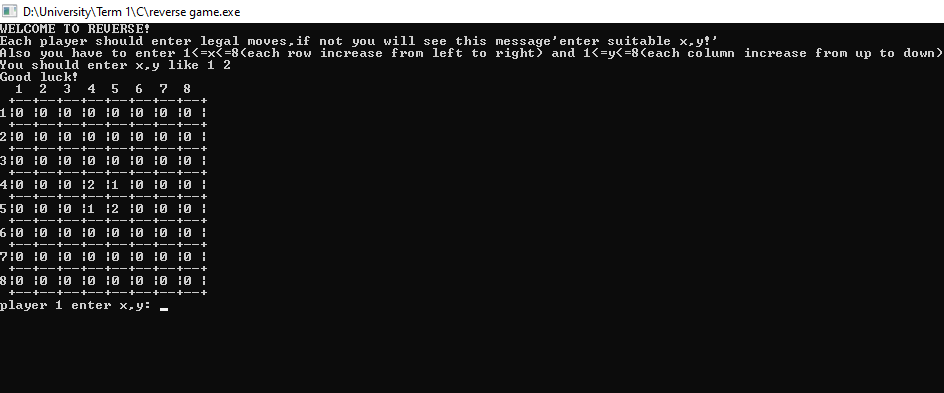 D:\University\Term 1\C\reverse game.exe
WELCOME TO REVERSE!
Each player should enter legal moves,if not you will see this message'enter suitable x,y!'
Also you have to enter 1<=x<=8(each row increase from left to right) and 1<=y<=8(each column increase from up to down)
You should enter x,y like 1 2
Good luck!
  1  2  3  4  5  6  7  8
 +--+--+--+--+--+--+--+--+
1¦0 ¦0 ¦0 ¦0 ¦0 ¦0 ¦0 ¦0 ¦
 +--+--+--+--+--+--+--+--+
2¦0 ¦0 ¦0 ¦0 ¦0 ¦0 ¦0 ¦0 ¦
 +--+--+--+--+--+--+--+--+
3¦0 ¦0 ¦0 ¦0 ¦0 ¦0 ¦0 ¦0 ¦
 +--+--+--+--+--+--+--+--+
4¦0 ¦0 ¦0 ¦2 ¦1 ¦0 ¦0 ¦0 ¦
 +--+--+--+--+--+--+--+--+
5¦0 ¦0 ¦0 ¦1 ¦2 ¦0 ¦0 ¦0 ¦
 +--+--+--+--+--+--+--+--+
6¦0 ¦0 ¦0 ¦0 ¦0 ¦0 ¦0 ¦0 ¦
 +--+--+--+--+--+--+--+--+
7¦0 ¦0 ¦0 ¦0 ¦0 ¦0 ¦0 ¦0 ¦
 +--+--+--+--+--+--+--+--+
8¦0 ¦0 ¦0 ¦0 ¦0 ¦0 ¦0 ¦0 ¦
 +--+--+--+--+--+--+--+--+
player 1 enter x,y: _